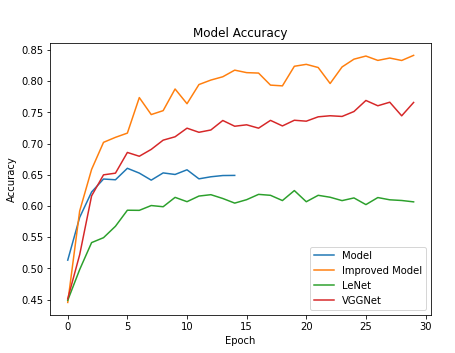 Model Accuracy
0.85
0.80
0.75
0.70
0.65
0.60
0.55
0.50
0.45
Accuracy
0
5
10
15
20
25
30
Epoch
Model
Improved Model
LeNet
VGGNet